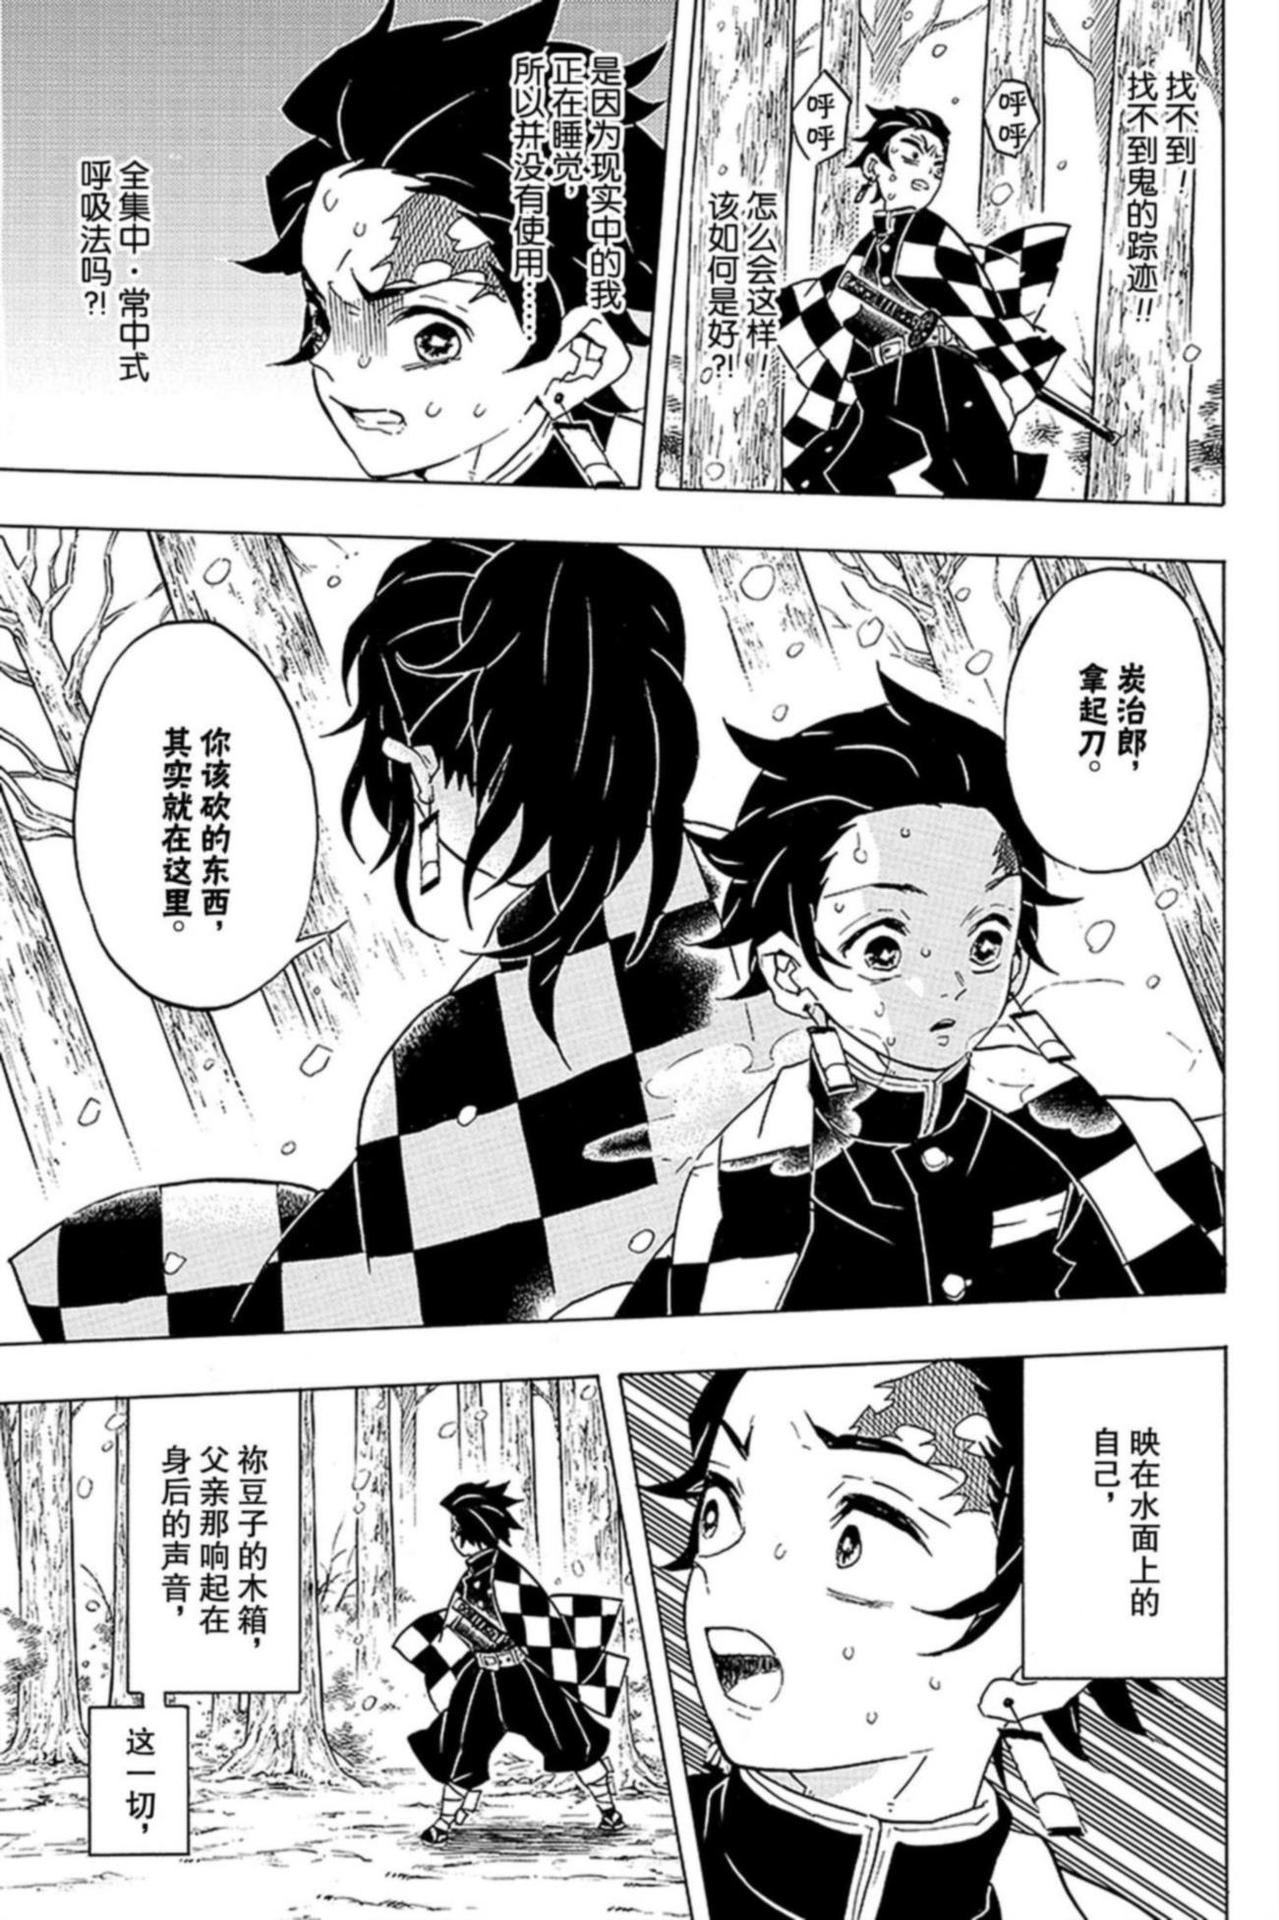 找不到！
找不到鬼的踪迹！！
呼
呼
呼
呼
怎么会这样！
该如何是好?!
是因为现实中的我
正在睡觉，
所以并没有使用……
全集中·常中式
呼吸法吗?!
炭治郎，
拿起刀。
你该砍的东西，
其实就在这里。
映在水面上的
自己，
祢豆子的木箱，
父亲那响起在
身后的声音，
这一切，